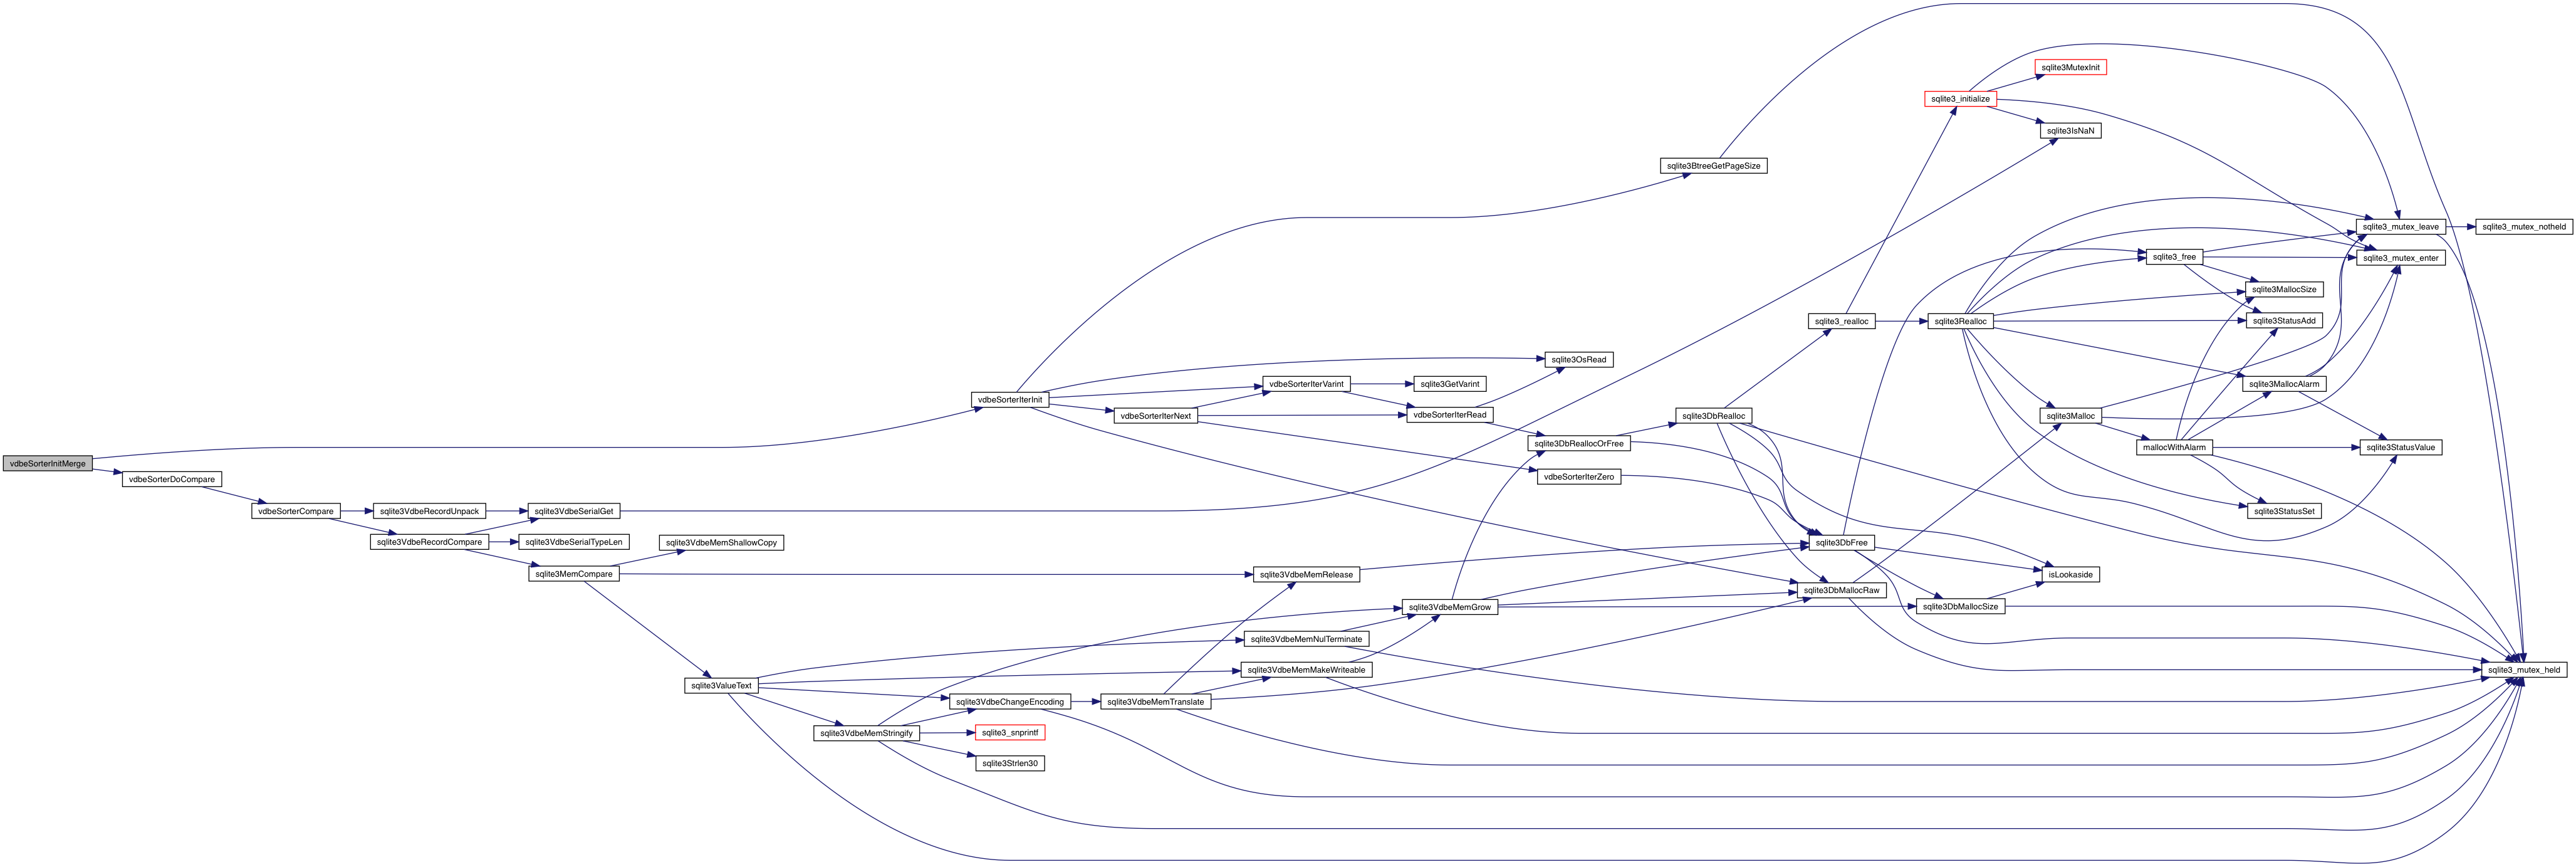 vdbeSorterInitMerge
vdbeSorterDoCompare
vdbeSorterCompare
sqlite3VdbeRecordUnpack
sqlite3VdbeRecordCompare
sqlite3VdbeSerialGet
sqlite3VdbeSerialTypeLen
sqlite3MemCompare
sqlite3VdbeMemShallowCopy
sqlite3ValueText
sqlite3VdbeMemStringify
vdbeSorterIterInit
sqlite3VdbeChangeEncoding
sqlite3_snprintf
sqlite3Strlen30
vdbeSorterIterNext
sqlite3VdbeMemTranslate
vdbeSorterIterVarint
sqlite3VdbeMemRelease
sqlite3VdbeMemNulTerminate
sqlite3VdbeMemMakeWriteable
sqlite3GetVarint
vdbeSorterIterRead
sqlite3VdbeMemGrow
sqlite3OsRead
sqlite3DbReallocOrFree
vdbeSorterIterZero
sqlite3BtreeGetPageSize
sqlite3DbRealloc
sqlite3_realloc
sqlite3DbFree
sqlite3DbMallocRaw
sqlite3_initialize
sqlite3Realloc
sqlite3DbMallocSize
sqlite3MutexInit
sqlite3IsNaN
sqlite3Malloc
isLookaside
sqlite3_free
mallocWithAlarm
sqlite3MallocSize
sqlite3StatusAdd
sqlite3MallocAlarm
sqlite3StatusSet
sqlite3_mutex_leave
sqlite3_mutex_enter
sqlite3StatusValue
sqlite3_mutex_notheld
sqlite3_mutex_held